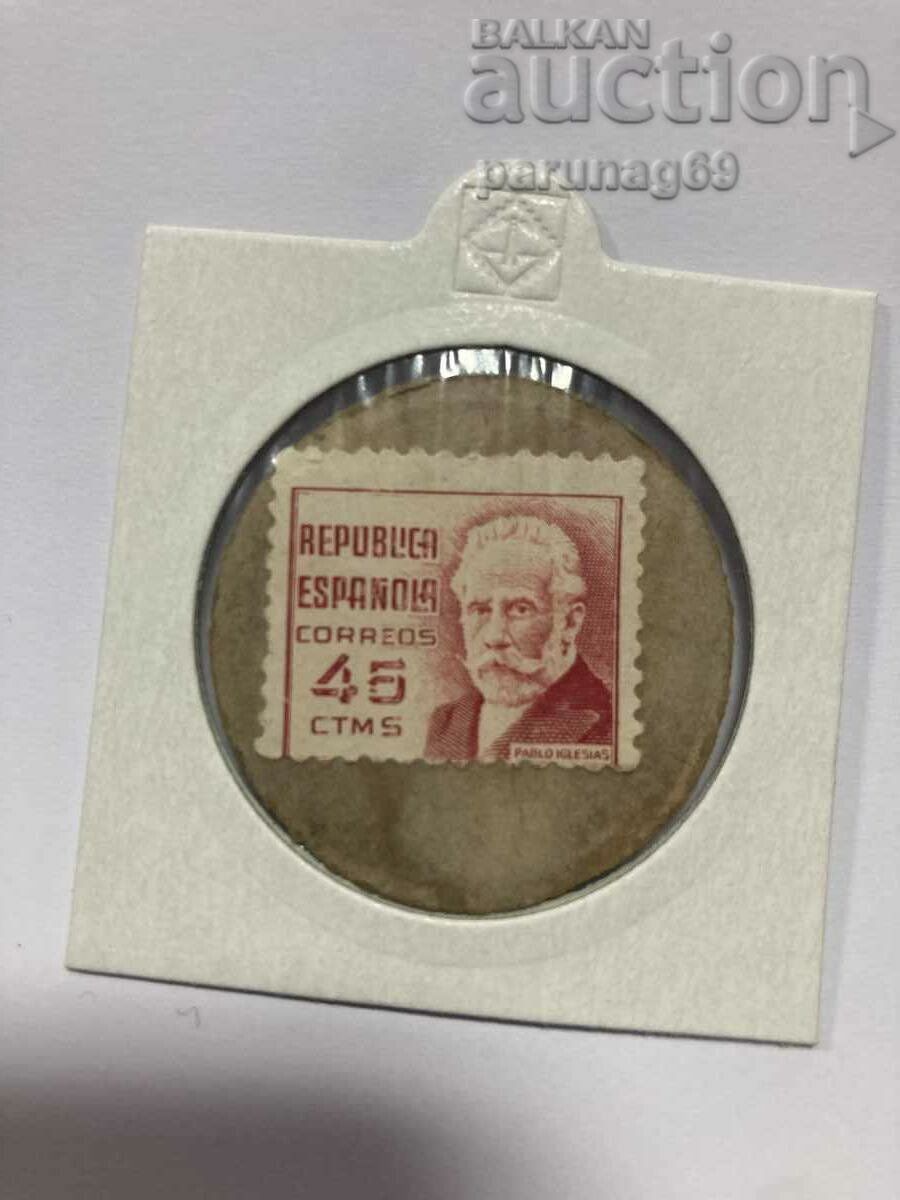 BALKAN
auction
parunag69
REPUBLICA
ESPAÑOLA
CORREOS
45
CTMS
PABLO IGLESIAS